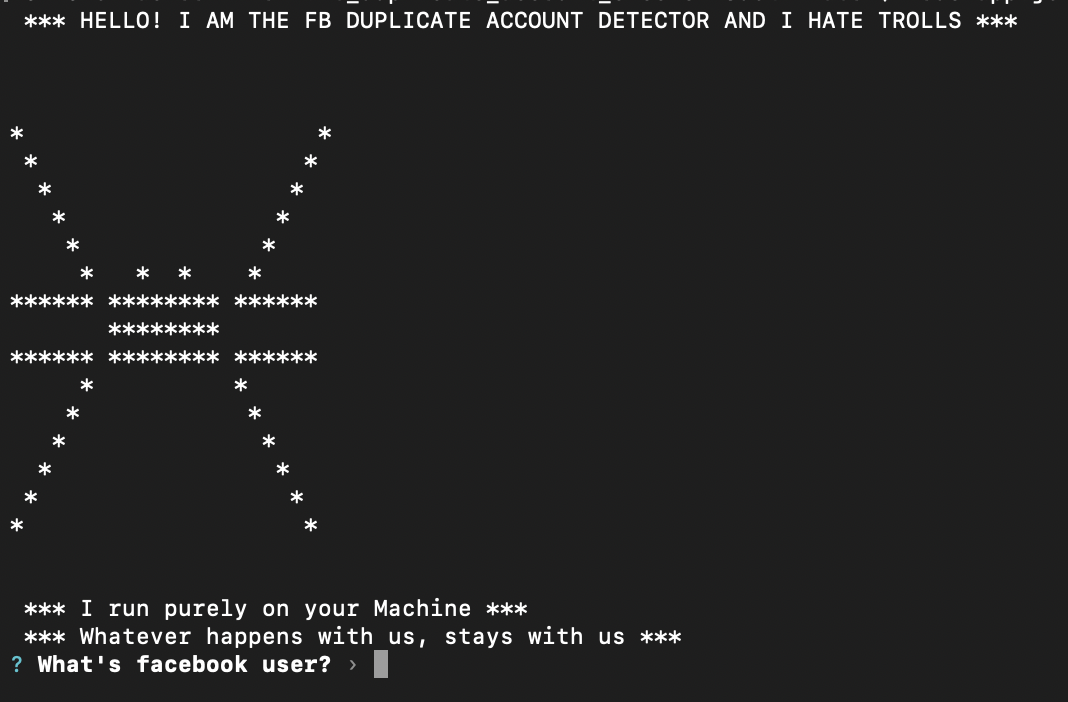 *** HELLO! I AM THE FB DUPLICATE ACCOUNT DETECTOR AND I HATE TROLLS ***
*** I run purely on your Machine ***
*** Whatever happens with us, stays with us ***
? What's facebook user? ›